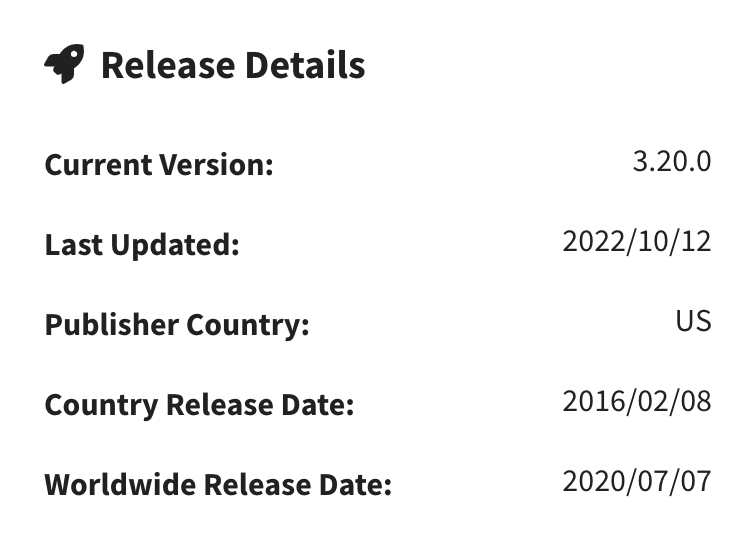 Release Details
Current Version: 3.20.0
Last Updated: 2022/10/12
Publisher Country: US
Country Release Date: 2016/02/08
Worldwide Release Date: 2020/07/07